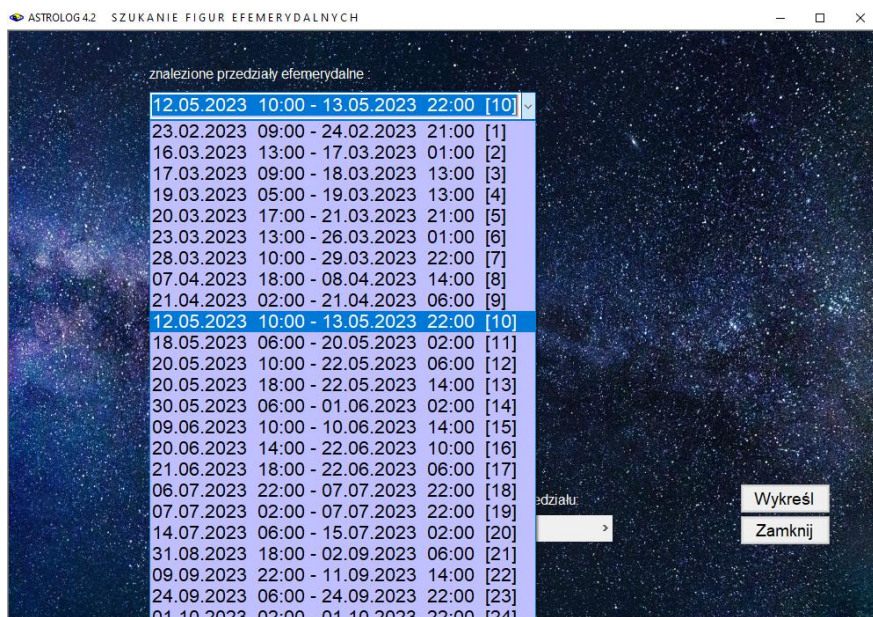 ASTROLOG 4.2 SZUKANIE FIGUR EFEMERYDALNYCH
znalezione przedziały efemerydalne :
12.05.2023 10:00 - 13.05.2023 22:00 [10]
23.02.2023 09:00 - 24.02.2023 21:00 [1]
16.03.2023 13:00 - 17.03.2023 01:00 [2]
17.03.2023 09:00 - 18.03.2023 13:00 [3]
19.03.2023 05:00 - 19.03.2023 13:00 [4]
20.03.2023 17:00 - 21.03.2023 21:00 [5]
23.03.2023 13:00 - 26.03.2023 01:00 [6]
28.03.2023 10:00 - 29.03.2023 22:00 [7]
07.04.2023 18:00 - 08.04.2023 14:00 [8]
21.04.2023 02:00 - 21.04.2023 06:00 [9]
12.05.2023 10:00 - 13.05.2023 22:00 [10]
18.05.2023 06:00 - 20.05.2023 02:00 [11]
20.05.2023 10:00 - 22.05.2023 06:00 [12]
20.05.2023 18:00 - 22.05.2023 14:00 [13]
30.05.2023 06:00 - 01.06.2023 02:00 [14]
09.06.2023 10:00 - 10.06.2023 14:00 [15]
20.06.2023 14:00 - 22.06.2023 10:00 [16]
21.06.2023 18:00 - 22.06.2023 06:00 [17]
06.07.2023 22:00 - 07.07.2023 22:00 [18]
07.07.2023 02:00 - 07.07.2023 22:00 [19]
14.07.2023 06:00 - 15.07.2023 02:00 [20]
31.08.2023 18:00 - 02.09.2023 06:00 [21]
09.09.2023 22:00 - 11.09.2023 14:00 [22]
24.09.2023 06:00 - 24.09.2023 22:00 [23]
01.10.2023 02:00 - 01.10.2023 22:00 [24]
edziału:
Wykreśl
Zamknij